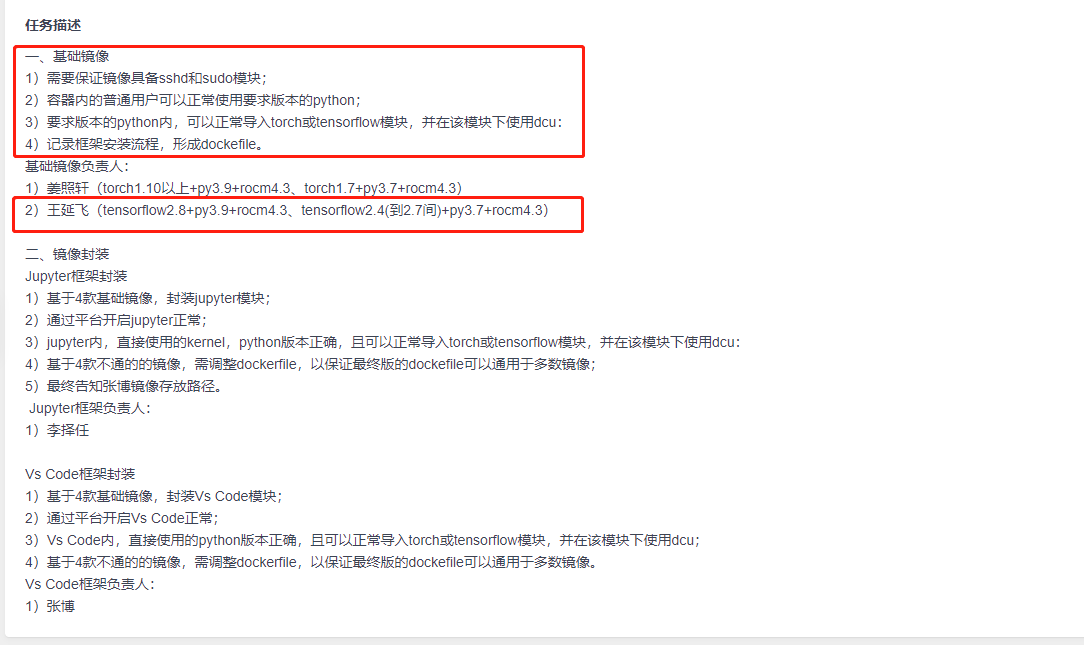 任务描述
一、基础镜像
1）需要保证镜像具备sshd和sudo模块；
2）容器内的普通用户可以正常使用要求版本的python；
3）要求版本的python内，可以正常导入torch或tensorflow模块，并在该模块下使用dcu：
4）记录框架安装流程，形成dockefile。
基础镜像负责人：
1）姜照轩（torch1.10以上+py3.9+rocm4.3、torch1.7+py3.7+rocm4.3）
2）王延飞（tensorflow2.8+py3.9+rocm4.3、tensorflow2.4(到2.7间)+py3.7+rocm4.3）
二、镜像封装
Jupyter框架封装
1）基于4款基础镜像，封装jupyter模块；
2）通过平台开启jupyter正常；
3）jupyter内，直接使用的kernel，python版本正确，且可以正常导入torch或tensorflow模块，并在该模块下使用dcu：
4）基于4款不通的的镜像，需调整dockerfile，以保证最终版的dockefile可以通用于多数镜像；
5）最终告知张博镜像存放路径。
Jupyter框架负责人：
1）李择任
Vs Code框架封装
1）基于4款基础镜像，封装Vs Code模块；
2）通过平台开启Vs Code正常；
3）Vs Code内，直接使用的python版本正确，且可以正常导入torch或tensorflow模块，并在该模块下使用dcu；
4）基于4款不通的的镜像，需调整dockerfile，以保证最终版的dockefile可以通用于多数镜像。
Vs Code框架负责人：
1）张博